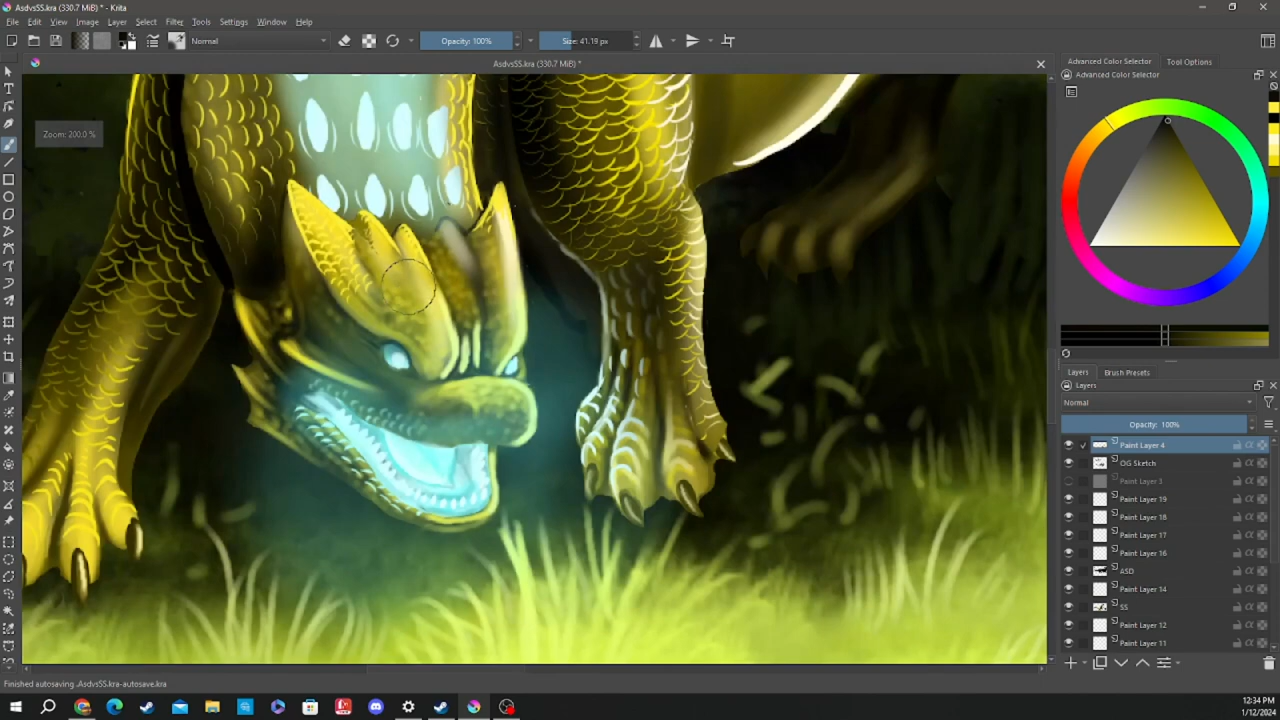 AsdvsSS.kra (330.7 MiB) * - Krita
File Edit View Image Layer Select Filter Tools Settings Window Help
Normal Opacity: 100% Size: 41.19 px
AsdvsSS.kra (330.7 MiB) *
Zoom: 200.0 %
Advanced Color Selector Tool Options
Advanced Color Selector
Layers Brush Presets
Layers
Normal
Opacity: 100%
Paint Layer 4
OG Sketch
Paint Layer 3
Paint Layer 19
Paint Layer 18
Paint Layer 17
Paint Layer 16
ASD
Paint Layer 14
SS
Paint Layer 12
Paint Layer 11
Finished autosaving .AsdvsSS.kra-autosave.kra
12:34 PM
1/12/2024